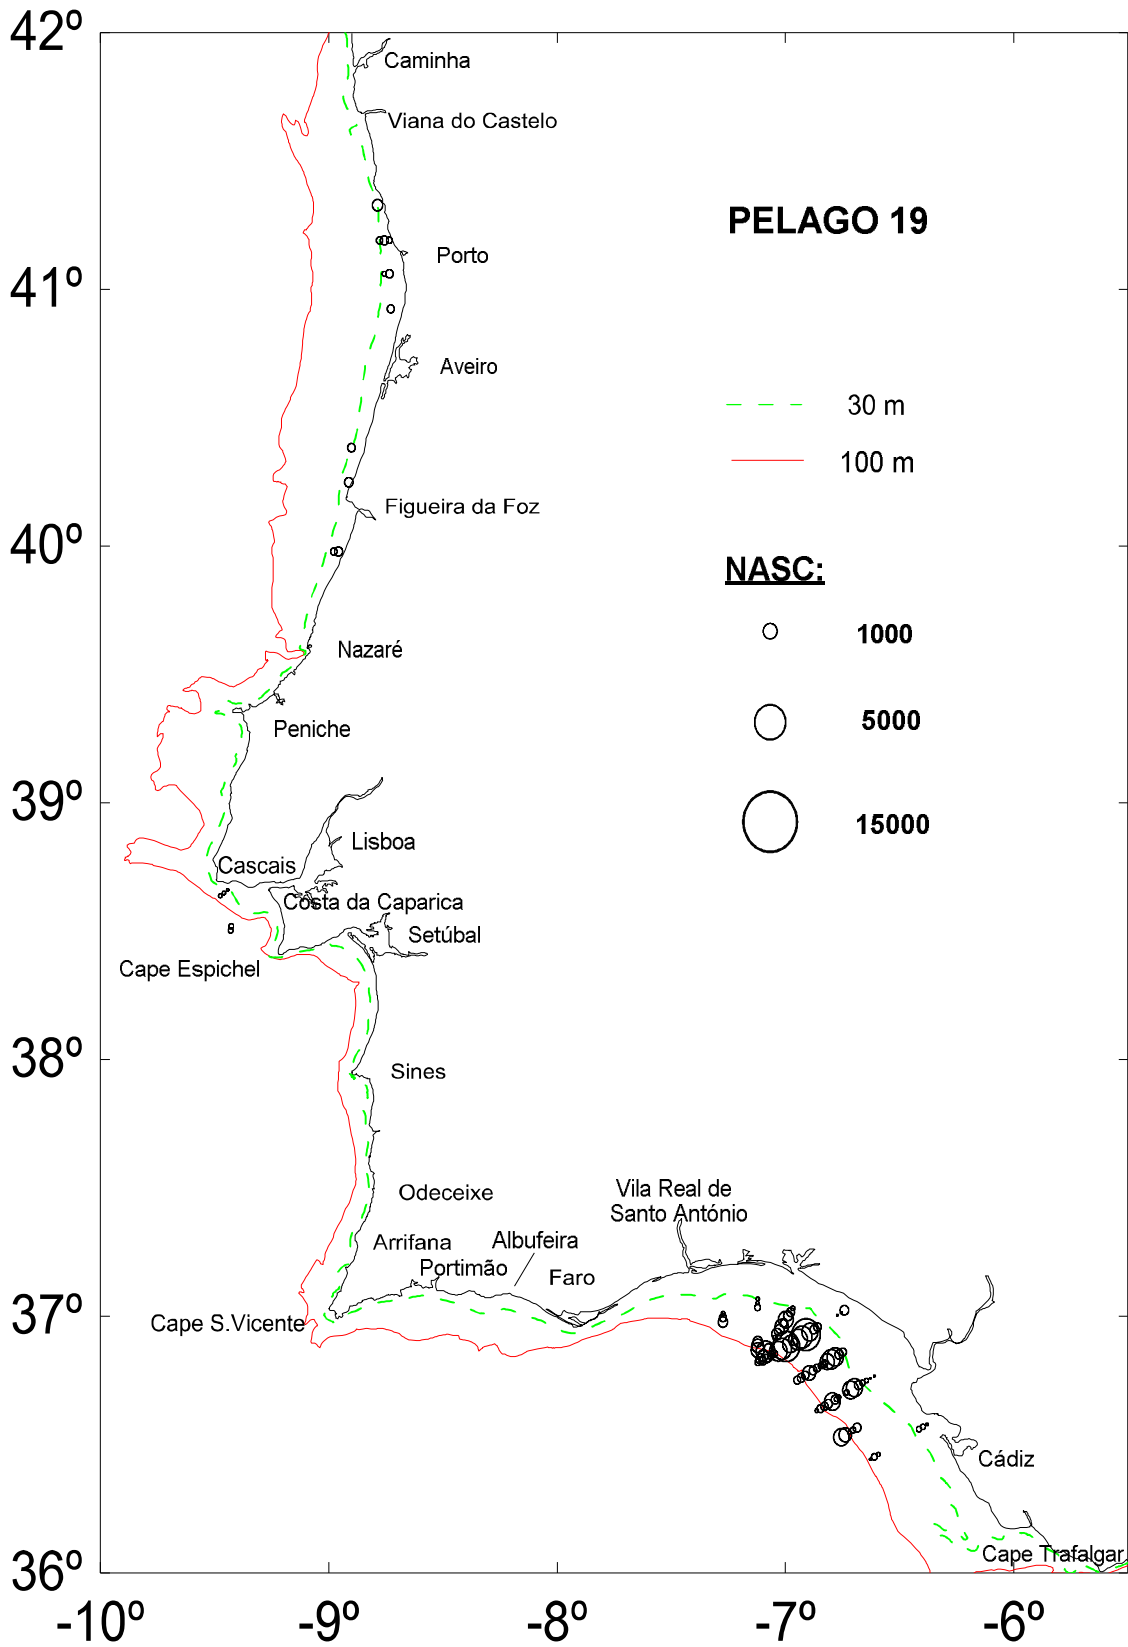 42º
Caminha
Viana do Castelo
PELAGO 19
Porto
41º
Aveiro
30 m
100 m
Figueira da Foz
40º
NASC:
1000
Nazaré
5000
Peniche
39º
15000
Lisboa
Cascais
Costa da Caparica
Setúbal
Cape Espichel
38º
Sines
Odeceixe
Vila Real de
Santo António
Arrifana
Albufeira
Portimão
Faro
37º
Cape S.Vicente
Cádiz
Cape Trafalgar
36º
-10º
-9º
-8º
-7º
-6º